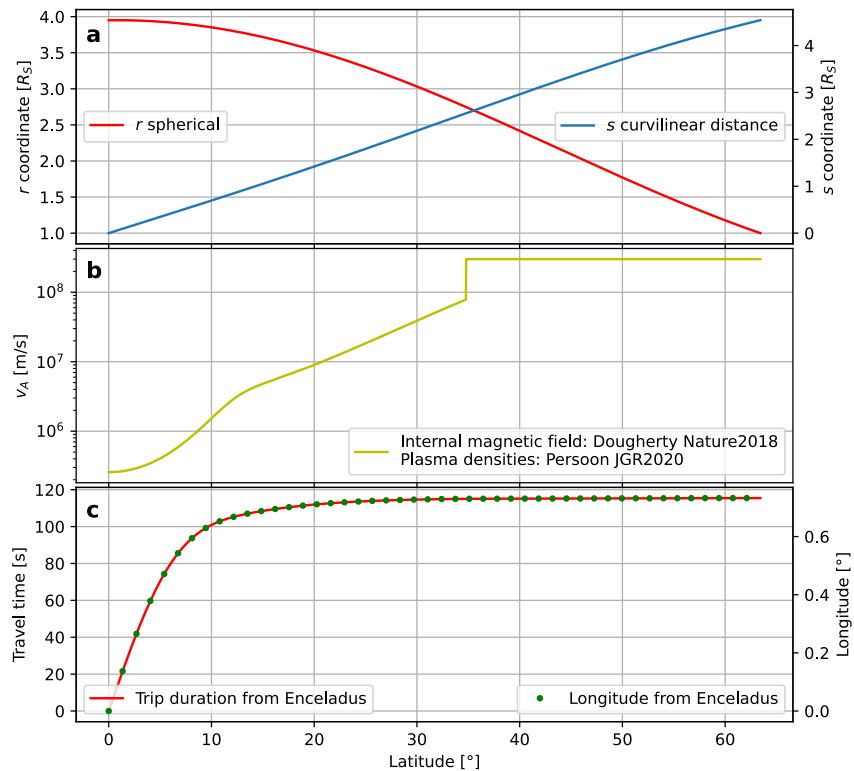 a
4.0
3.5
3.0
2.5
2.0
1.5
1.0
r coordinate [R_S]
r spherical
s curvilinear distance
4
3
2
1
0
s coordinate [R_S]
b
10^8
10^7
10^6
v_A [m/s]
Internal magnetic field: Dougherty Nature2018
Plasma densities: Persoon JGR2020
c
120
100
80
60
40
20
0
Travel time [s]
Trip duration from Enceladus
Longitude from Enceladus
0.6
0.4
0.2
0.0
Longitude [°]
0 10 20 30 40 50 60
Latitude [°]